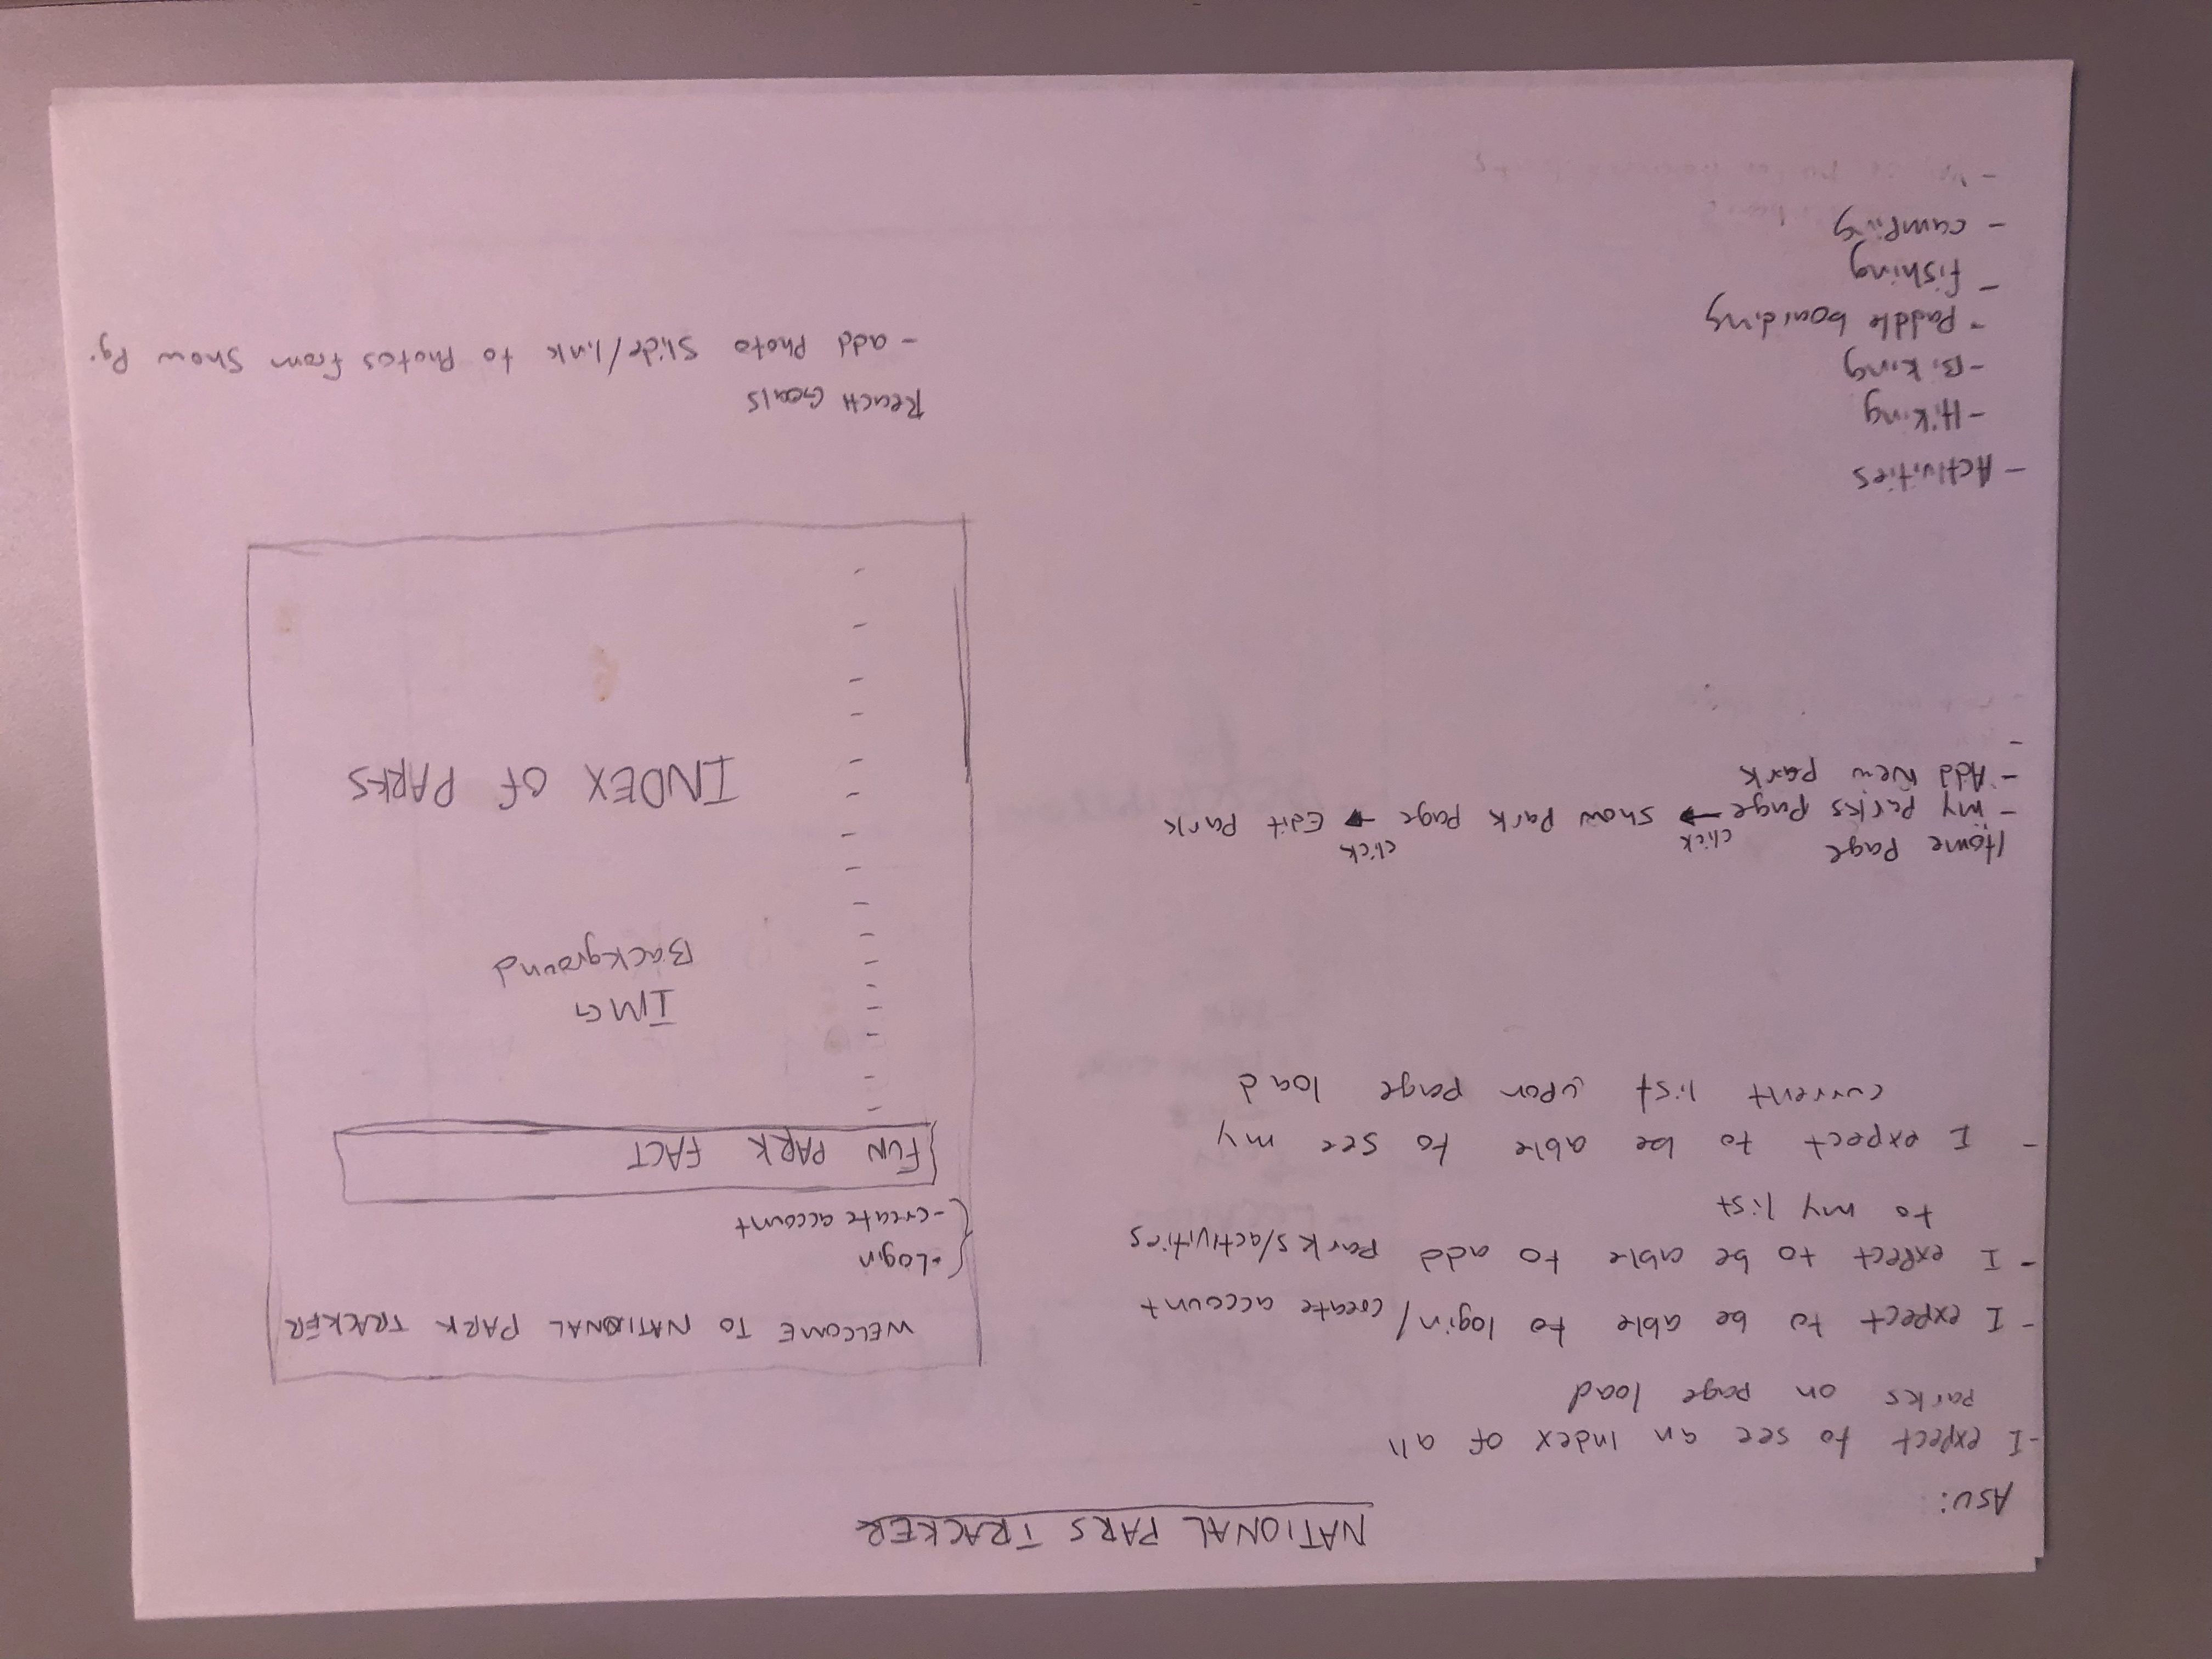 NATIONAL PARS TRACKER
ASU:
- I expect to see an index of all
parks on page load
- I expect to be able to login/create account
- I expect to be able to add parks/activities
to my list
- I expect to be able to see my
current list upon page load
Home Page
- my parks page click → show park page click → Edit Park
- Add New park
-
- Activities
- Hiking
- Biking
- Paddle boarding
- fishing
- camping
WELCOME TO NATIONAL PARK TRACKER
- Login
- create account
FUN PARK FACT
IMG
Background
INDEX of PARKS
Reach Goals
- add Photo Slide/link to Photos from Show Pg.